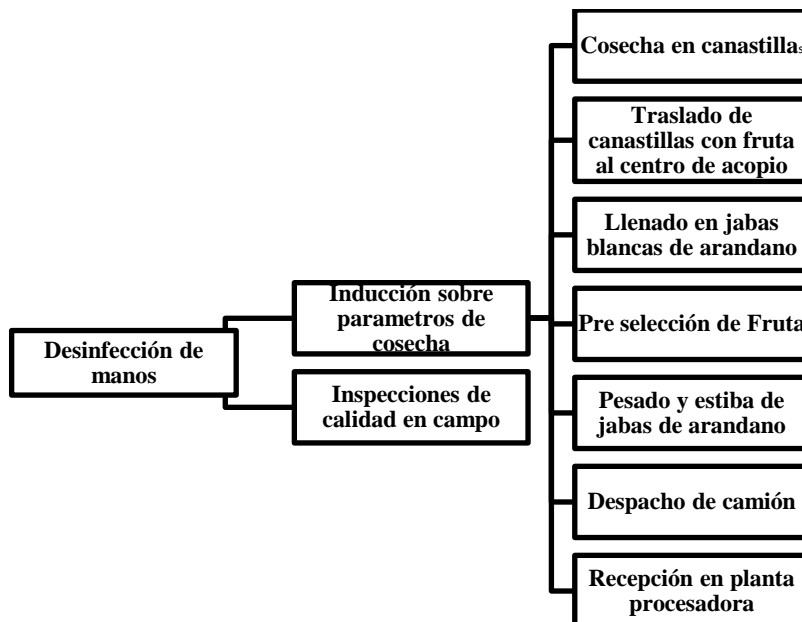 Desinfección de
manos
Inducción sobre
parametros de
cosecha
Inspecciones de
calidad en campo
Cosecha en canastillas
Traslado de
canastillas con fruta
al centro de acopio
Llenado en jabas
blancas de arandano
Pre selección de Fruta
Pesado y estiba de
jabas de arandano
Despacho de camión
Recepción en planta
procesadora